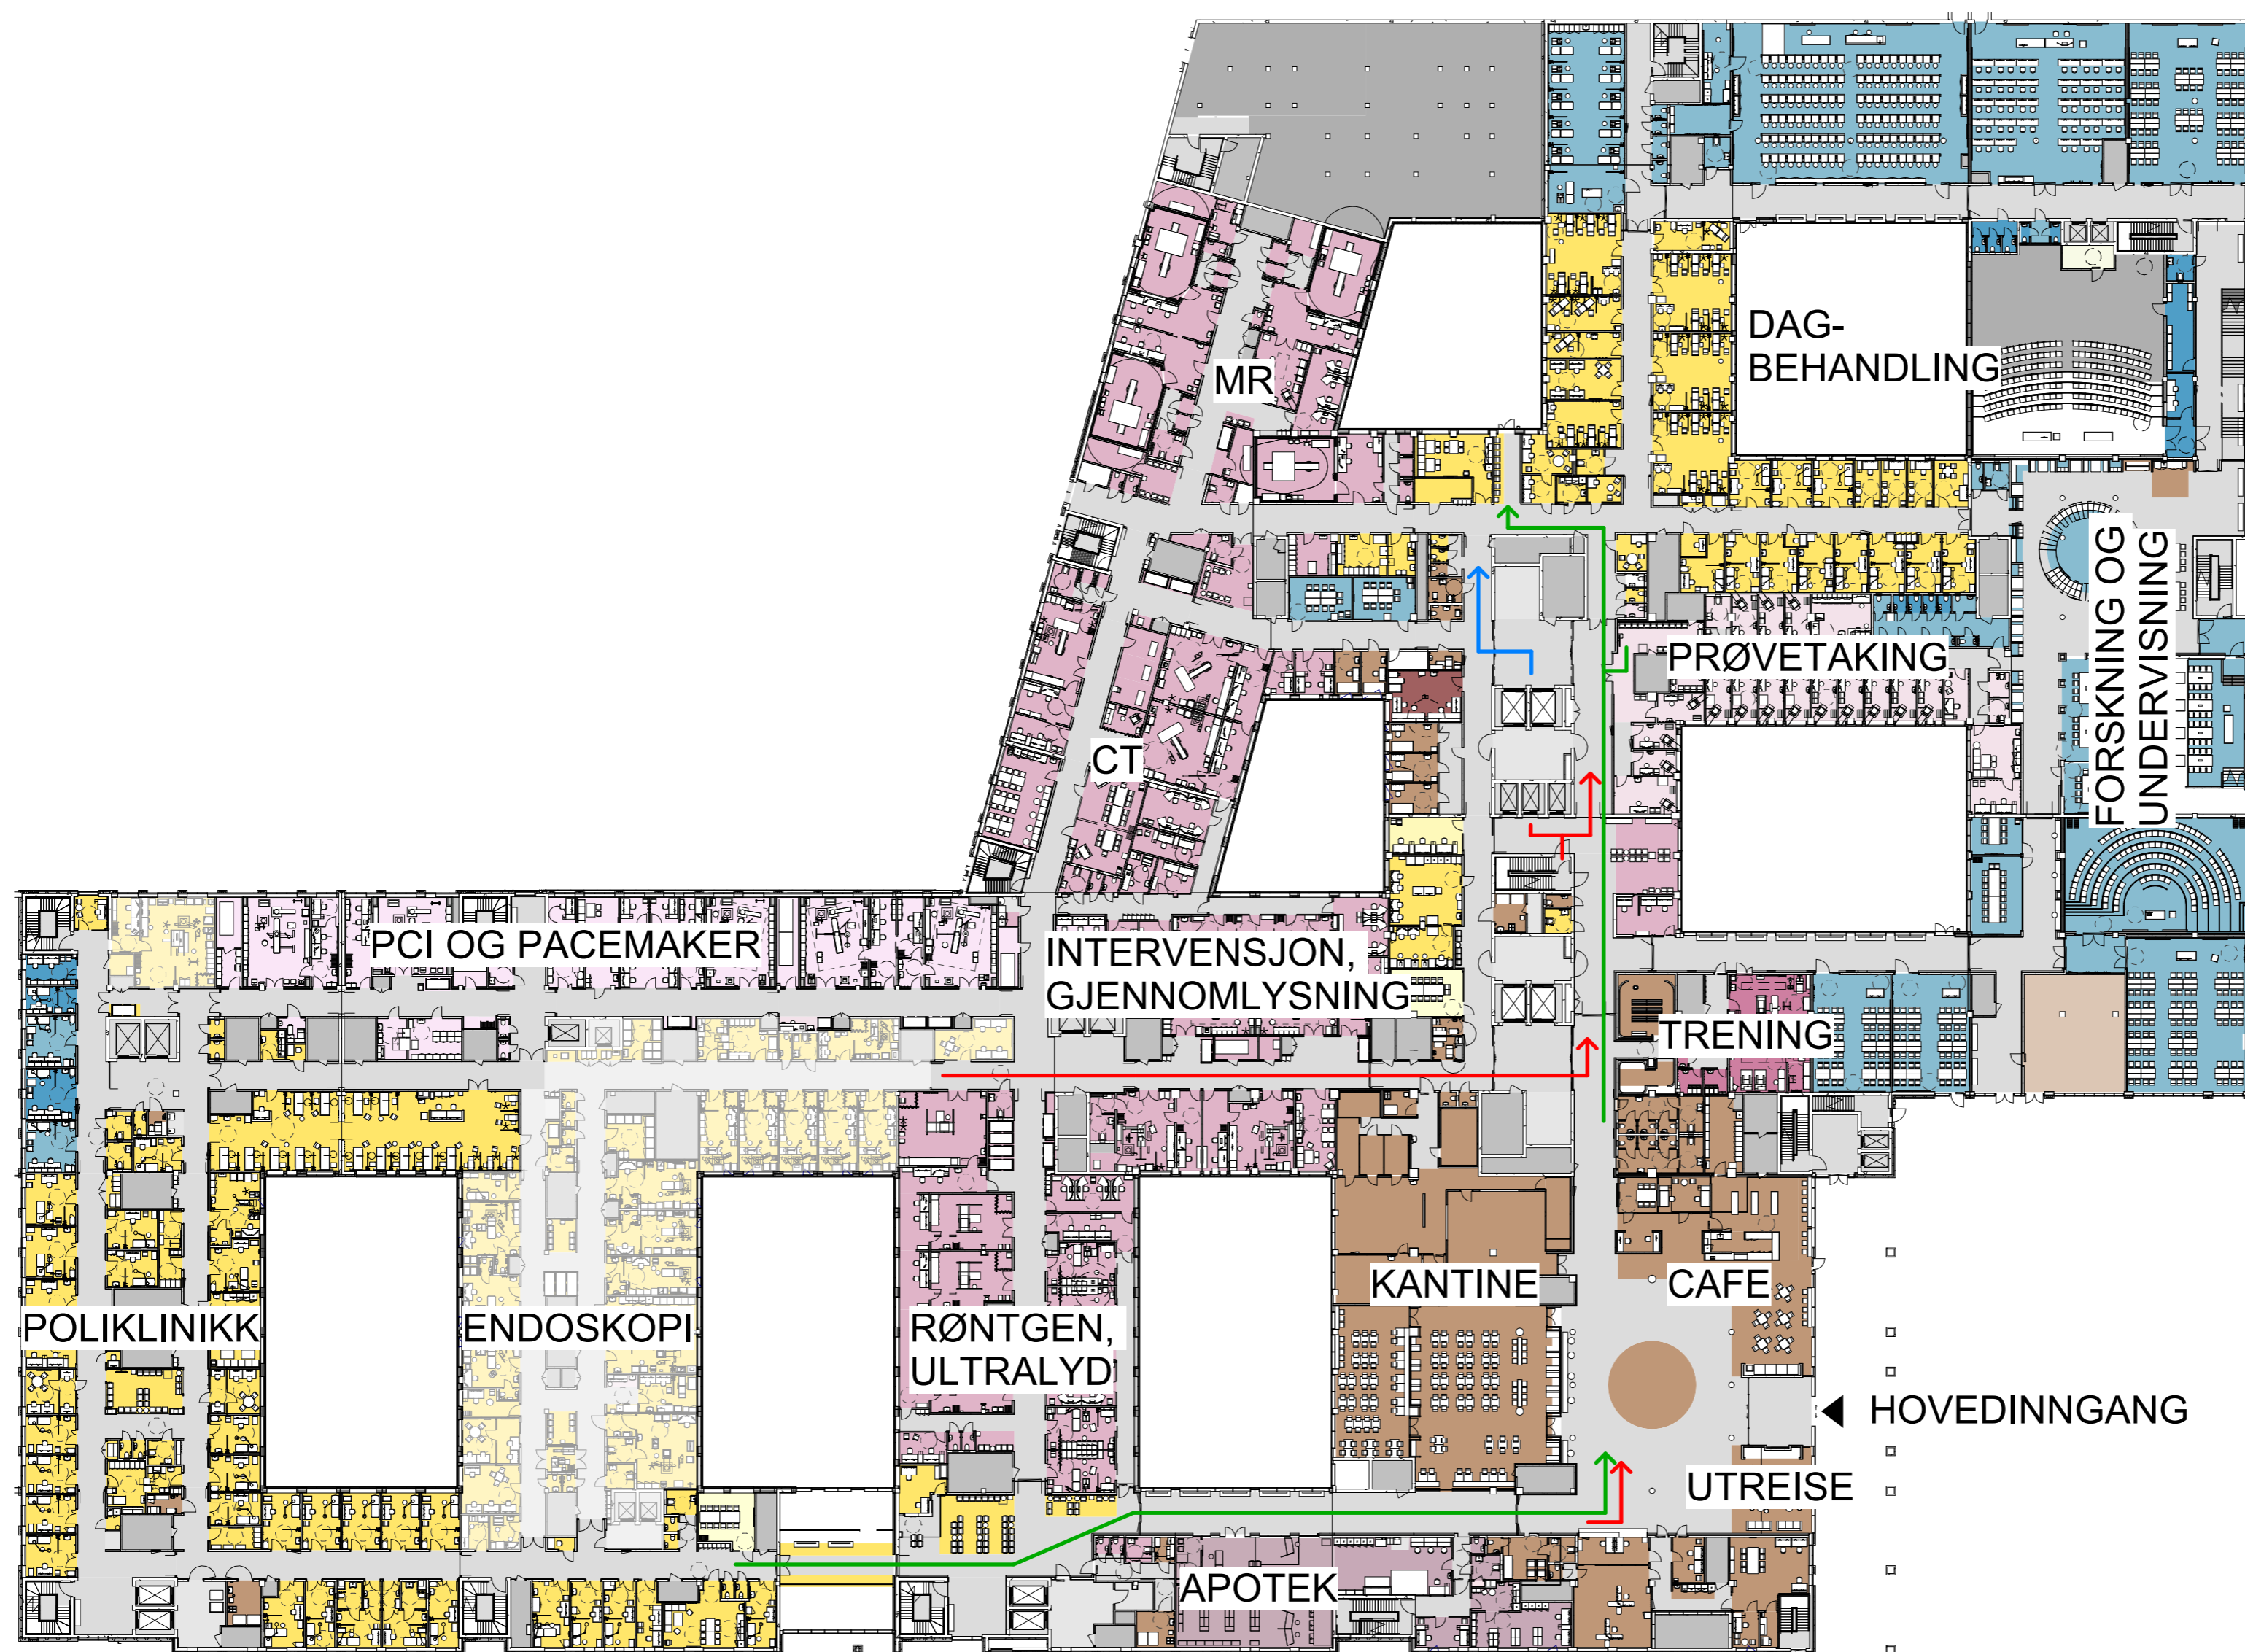 DAG-
BEHANDLING
MR
FORSKNING OG
UNDERVISNING
PRØVETAKING
CT
PCI OG PACEMAKER
INTERVENSJON,
GJENNOMLYSNING
TRENING
KANTINE
CAFE
POLIKLINIKK
ENDOSKOPI
RØNTGEN,
ULTRALYD
HOVEDINNGANG
UTREISE
APOTEK